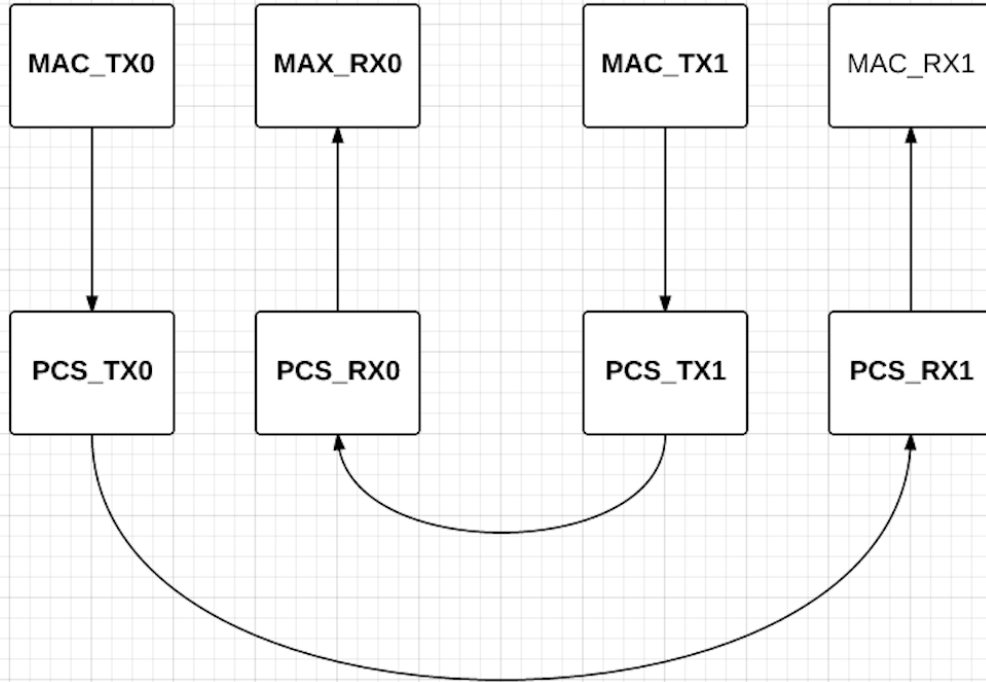 MAC_TX0
MAX_RX0
MAC_TX1
MAC_RX1
PCS_TX0
PCS_RX0
PCS_TX1
PCS_RX1